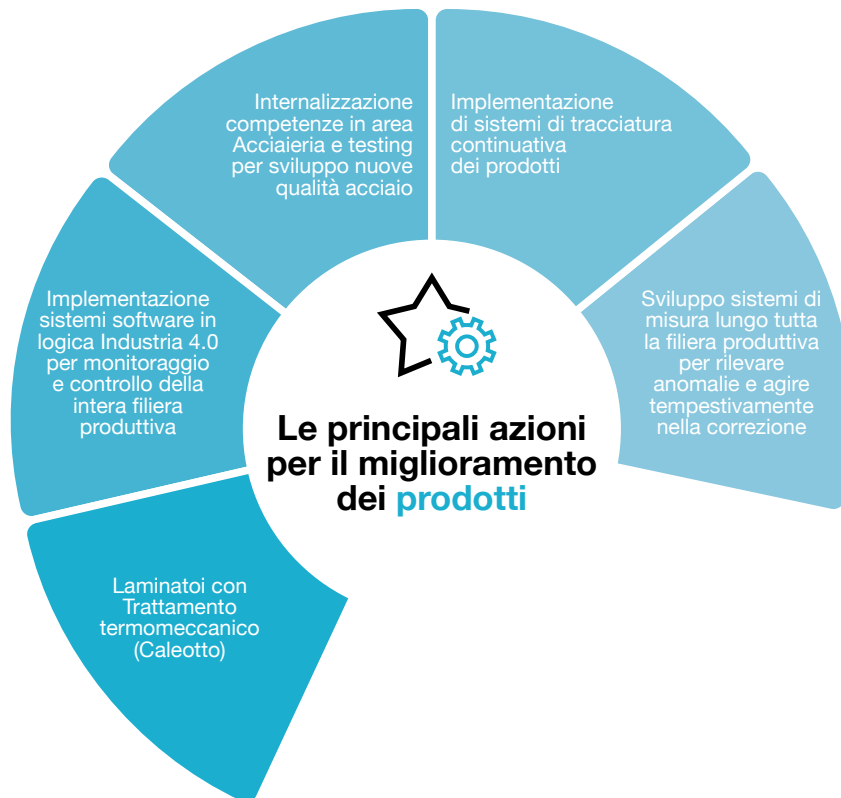 Internalizzazione
competenze in area
Acciaieria e testing
per sviluppo nuove
qualità acciaio
Implementazione
di sistemi di tracciatura
continuativa
dei prodotti
Implementazione
sistemi software in
logica Industria 4.0
per monitoraggio
e controllo della
intera filiera
produttiva
Sviluppo sistemi di
misura lungo tutta
la filiera produttiva
per rilevare
anomalie e agire
tempestivamente
nella correzione
Le principali azioni
per il miglioramento
dei prodotti
Laminatoi con
Trattamento
termomeccanico
(Caleotto)